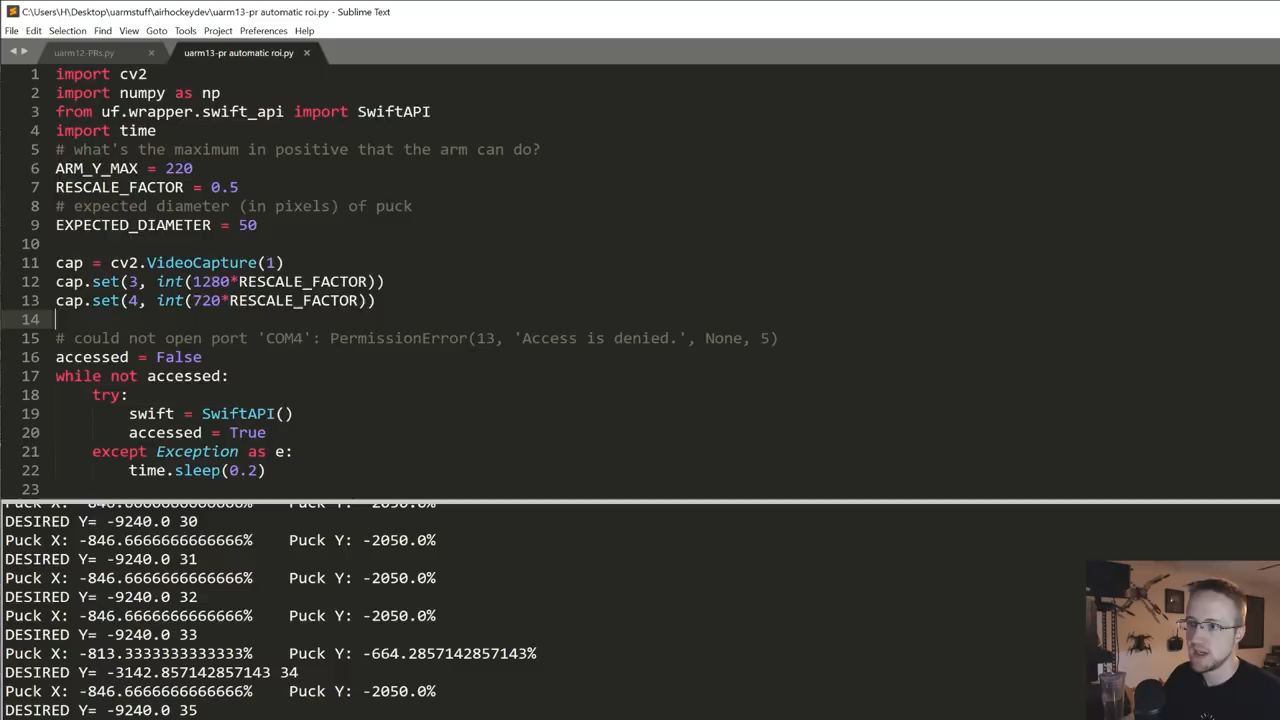 C:\Users\H\Desktop\uarmstuff\airhockeydev\uarm13-pr automatic roi.py - Sublime Text
File Edit Selection Find View Goto Tools Project Preferences Help
uarm12-PRs.py × uarm13-pr automatic roi.py ×
1 import cv2
2 import numpy as np
3 from uf.wrapper.swift_api import SwiftAPI
4 import time
5 # what's the maximum in positive that the arm can do?
6 ARM_Y_MAX = 220
7 RESCALE_FACTOR = 0.5
8 # expected diameter (in pixels) of puck
9 EXPECTED_DIAMETER = 50
10
11 cap = cv2.VideoCapture(1)
12 cap.set(3, int(1280*RESCALE_FACTOR))
13 cap.set(4, int(720*RESCALE_FACTOR))
14
15 # could not open port 'COM4': PermissionError(13, 'Access is denied.', None, 5)
16 accessed = False
17 while not accessed:
18 try:
19 swift = SwiftAPI()
20 accessed = True
21 except Exception as e:
22 time.sleep(0.2)
23
Puck X: -846.6666666666666% Puck Y: -2050.0%
DESIRED Y= -9240.0 30
Puck X: -846.6666666666666% Puck Y: -2050.0%
DESIRED Y= -9240.0 31
Puck X: -846.6666666666666% Puck Y: -2050.0%
DESIRED Y= -9240.0 32
Puck X: -846.6666666666666% Puck Y: -2050.0%
DESIRED Y= -9240.0 33
Puck X: -813.3333333333333% Puck Y: -664.2857142857143%
DESIRED Y= -3142.857142857143 34
Puck X: -846.6666666666666% Puck Y: -2050.0%
DESIRED Y= -9240.0 35